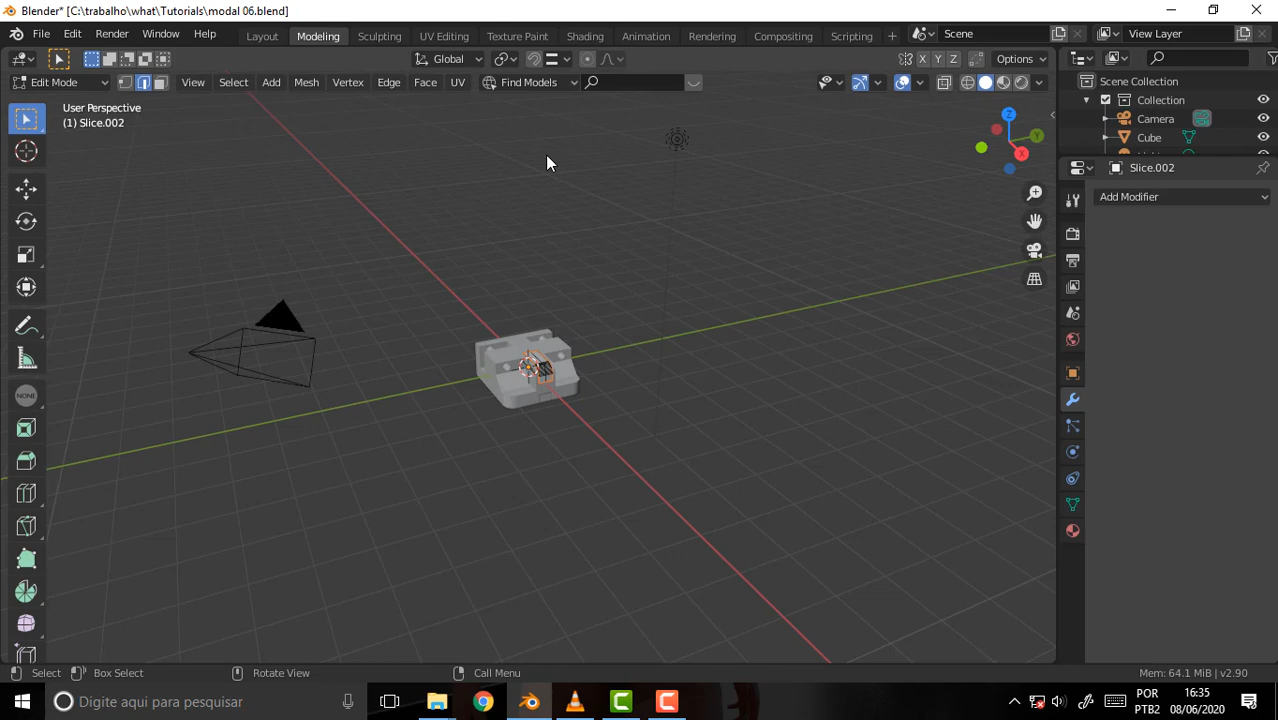 Blender* [C:\trabalho\what\Tutorials\modal 06.blend]
File Edit Render Window Help Layout Modeling Sculpting UV Editing Texture Paint Shading Animation Rendering Compositing Scripting + Scene View Layer
Global X Y Z Options
Edit Mode View Select Add Mesh Vertex Edge Face UV Find Models
User Perspective
(1) Slice.002
Scene Collection
Collection
Camera
Cube
Z
Y
X
Slice.002
Add Modifier
NONE
Select Box Select Rotate View Call Menu Mem: 64.1 MiB | v2.90
Digite aqui para pesquisar
POR
PTB2
16:35
08/06/2020